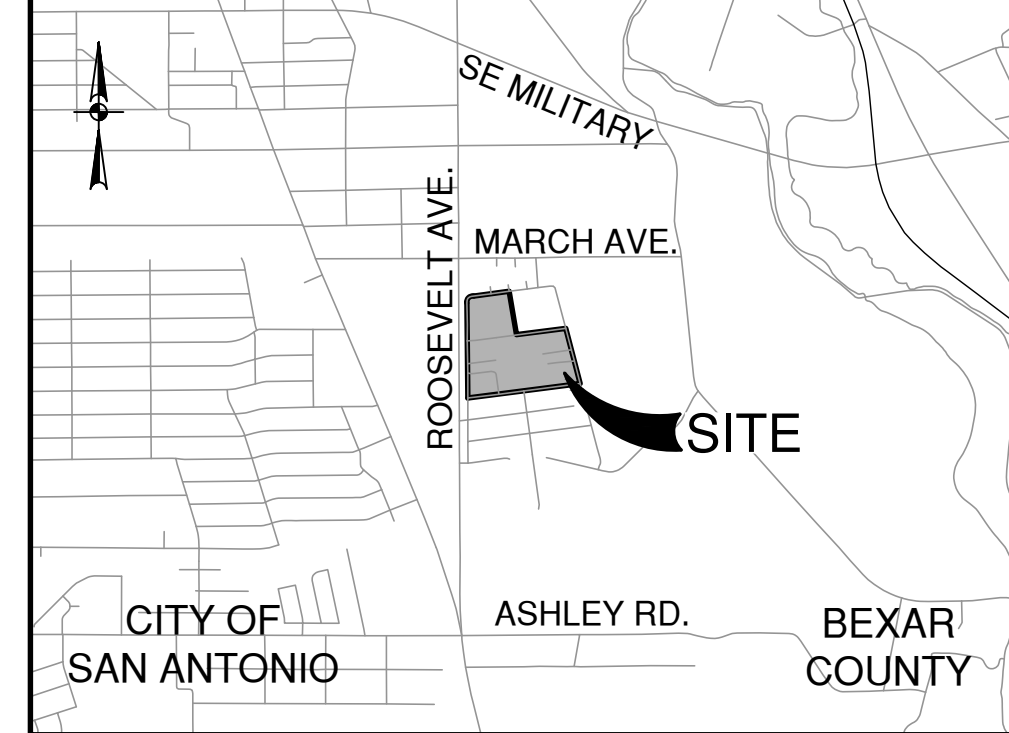 SE MILITARY
ROOSEVELT AVE.
MARCH AVE.
SITE
ASHLEY RD.
CITY OF
SAN ANTONIO
BEXAR
COUNTY